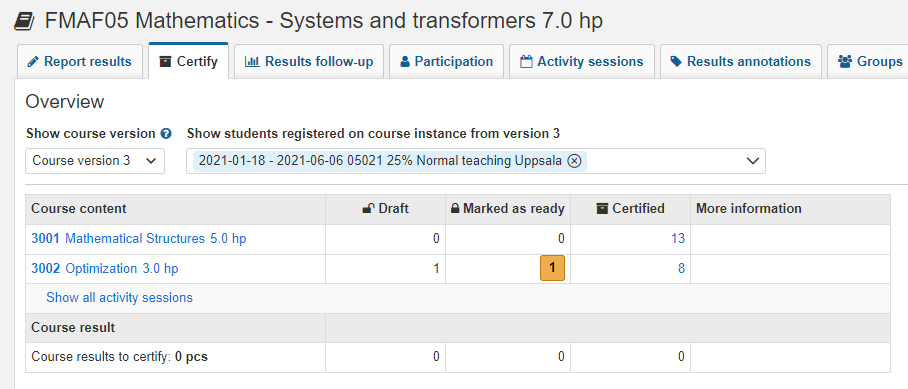 FMAF05 Mathematics - Systems and transformers 7.0 hp
Report results Certify Results follow-up Participation Activity sessions Results annotations Groups
Overview
Show course version Show students registered on course instance from version 3
Course version 3 2021-01-18 - 2021-06-06 05021 25% Normal teaching Uppsala
Course content Draft Marked as ready Certified More information
3001 Mathematical Structures 5.0 hp 0 0 13
3002 Optimization 3.0 hp 1 1 8
Show all activity sessions
Course result
Course results to certify: 0 pcs 0 0 0